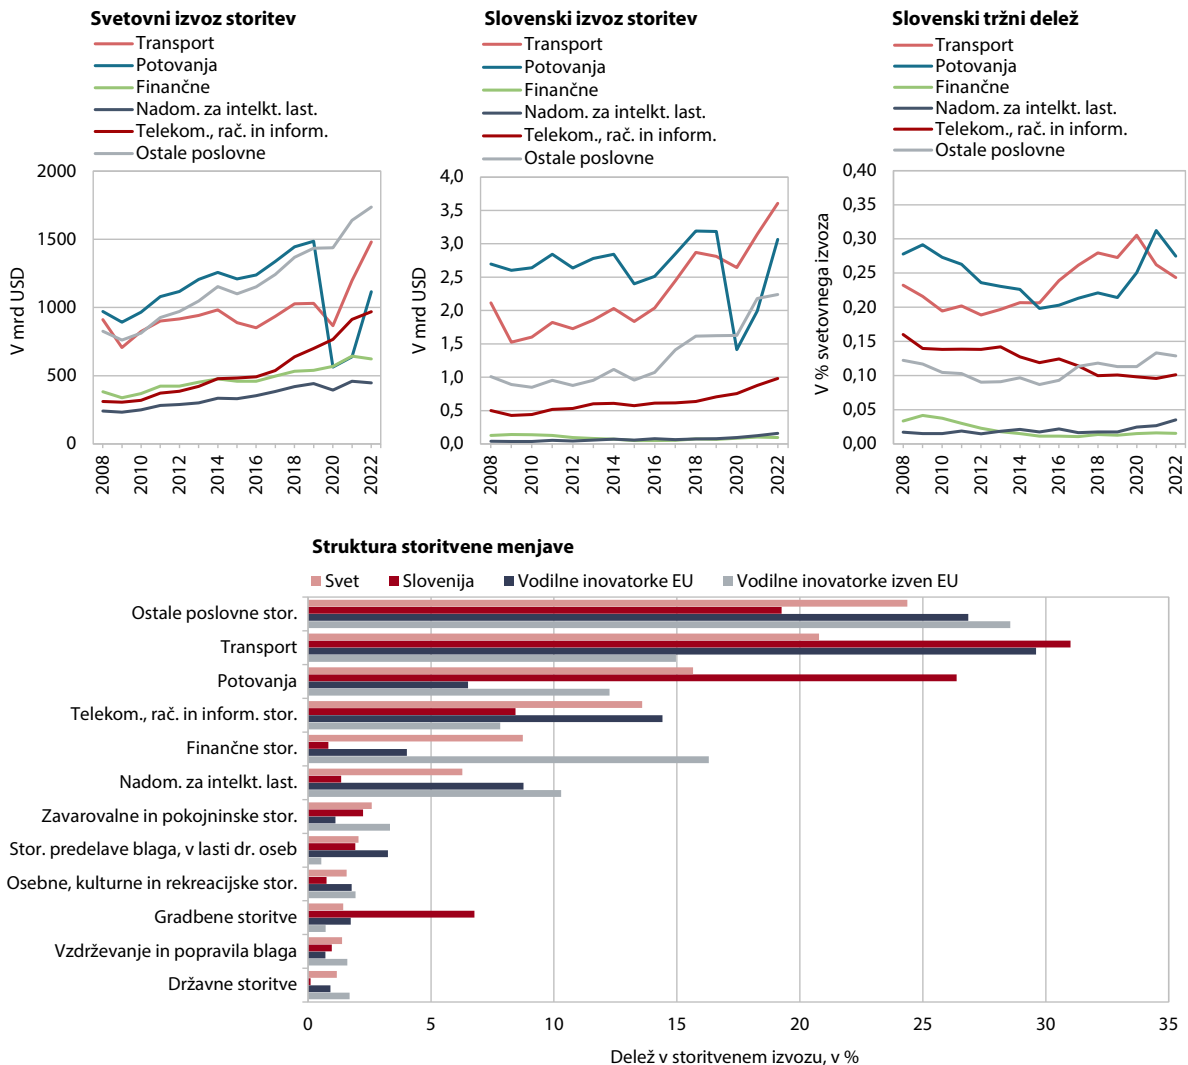 Svetovni izvoz storitev
Transport
Potovanja
Finančne
Nadom. za intelkt. last.
Telekom., rač. in inform.
Ostale poslovne
2000
1500
1000
500
0
V mrd USD
2008
2010
2012
2014
2016
2018
2020
2022
Slovenski izvoz storitev
Transport
Potovanja
Finančne
Nadom. za intelkt. last.
Telekom., rač. in inform.
Ostale poslovne
4,0
3,5
3,0
2,5
2,0
1,5
1,0
0,5
0,0
V mrd USD
2008
2010
2012
2014
2016
2018
2020
2022
Slovenski tržni delež
Transport
Potovanja
Finančne
Nadom. za intelkt. last.
Telekom., rač. in inform.
Ostale poslovne
0,40
0,35
0,30
0,25
0,20
0,15
0,10
0,05
0,00
V % svetovnega izvoza
2008
2010
2012
2014
2016
2018
2020
2022
Struktura storitvene menjave
Svet
Slovenija
Vodilne inovatorke EU
Vodilne inovatorke izven EU
Ostale poslovne stor.
Transport
Potovanja
Telekom., rač. in inform. stor.
Finančne stor.
Nadom. za intelkt. last.
Zavarovalne in pokojninske stor.
Stor. predelave blaga, v lasti dr. oseb
Osebne, kulturne in rekreacijske stor.
Gradbene storitve
Vzdrževanje in popravila blaga
Državne storitve
0
5
10
15
20
25
30
35
Delež v storitvenem izvozu, v %